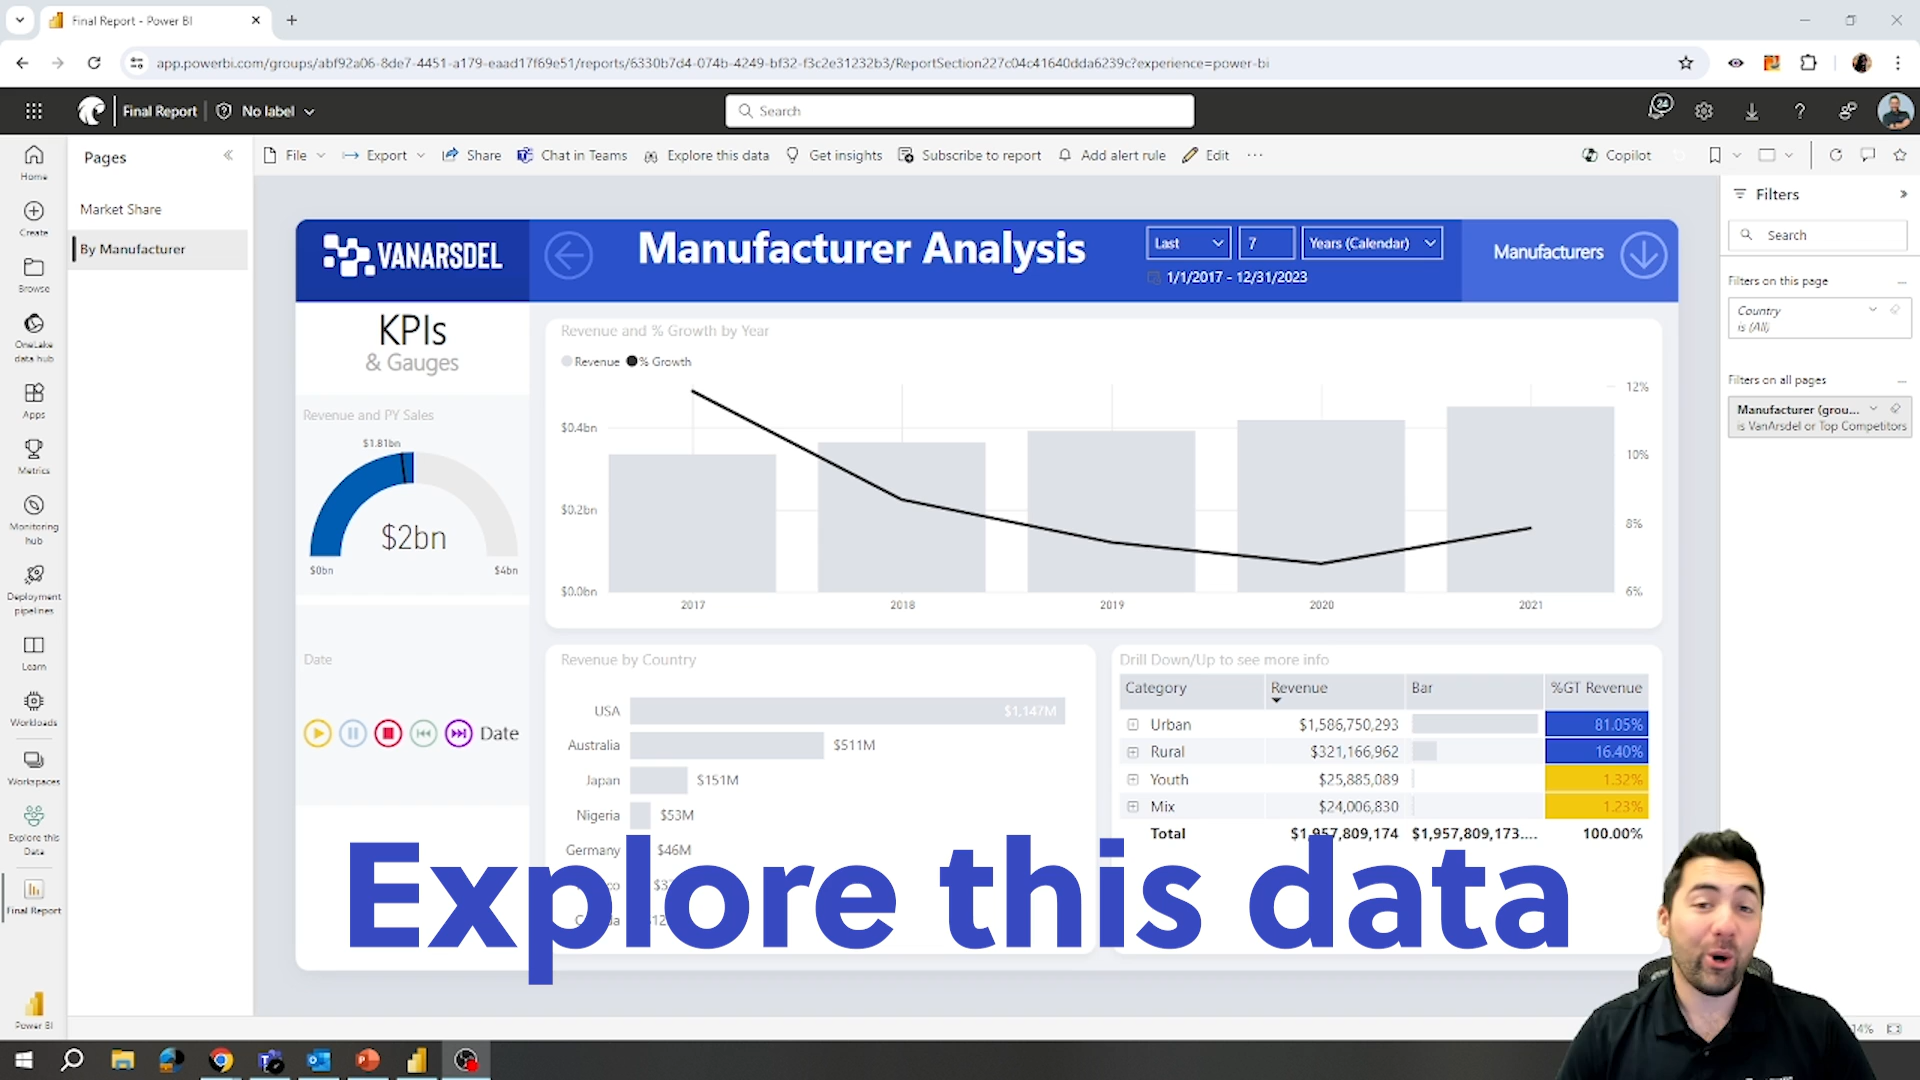 Final Report - Power BI
app.powerbi.com/groups/abf92a06-8de7-4451-a179-eaad17f69e51/reports/6330b7d4-074b-4249-bf32-f3c2e31232b3/ReportSection227c04c41640dda6239c?experience=power-bi
Final Report
No label
Search
24
Home
Create
Browse
OneLake
data hub
Apps
Metrics
Monitoring
hub
Deployment
pipelines
Learn
Workloads
Workspaces
Explore this
Data
Final Report
Power BI
Pages
Market Share
By Manufacturer
File
Export
Share
Chat in Teams
Explore this data
Get insights
Subscribe to report
Add alert rule
Edit
Copilot
VANARSDEL
Manufacturer Analysis
Last
7
Years (Calendar)
1/1/2017 - 12/31/2023
Manufacturers
KPIs
& Gauges
Revenue and PY Sales
$1.81bn
$2bn
$0bn
$4bn
Date
Date
Revenue and % Growth by Year
Revenue
% Growth
$0.4bn
$0.2bn
$0.0bn
12%
10%
8%
6%
2017
2018
2019
2020
2021
Revenue by Country
USA $1,147M
Australia $511M
Japan $151M
Nigeria $53M
Germany $46M
Drill Down/Up to see more info
Category Revenue Bar %GT Revenue
Urban $1,586,750,293 81.05%
Rural $321,166,962 16.40%
Youth $25,885,089 1.32%
Mix $24,006,830 1.23%
Total $1,957,809,174 $1,957,809,173.... 100.00%
Filters
Search
Filters on this page
Country
is (All)
Filters on all pages
Manufacturer (grou...
is VanArsdel or Top Competitors
Explore this data